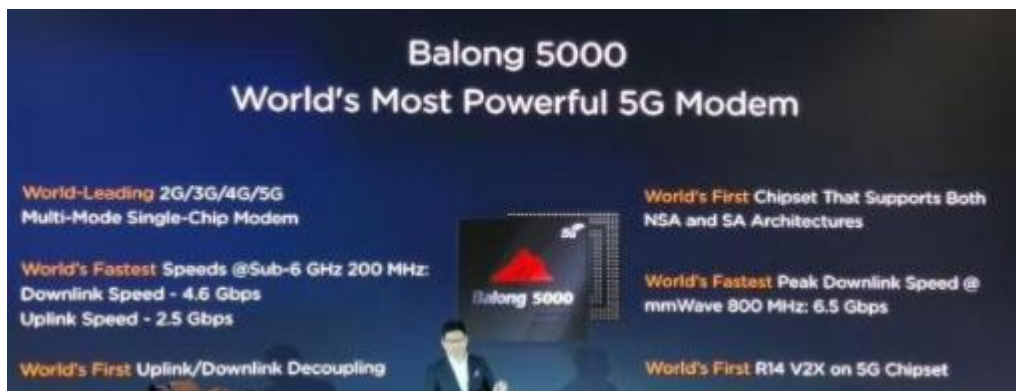 Balong 5000
World's Most Powerful 5G Modem
World-Leading 2G/3G/4G/5G
Multi-Mode Single-Chip Modem
World's Fastest Speeds @Sub-6 GHz 200 MHz:
Downlink Speed - 4.6 Gbps
Uplink Speed - 2.5 Gbps
World's First Uplink/Downlink Decoupling
5G
Balong 5000
World's First Chipset That Supports Both
NSA and SA Architectures
World's Fastest Peak Downlink Speed @
mmWave 800 MHz: 6.5 Gbps
World's First R14 V2X on 5G Chipset